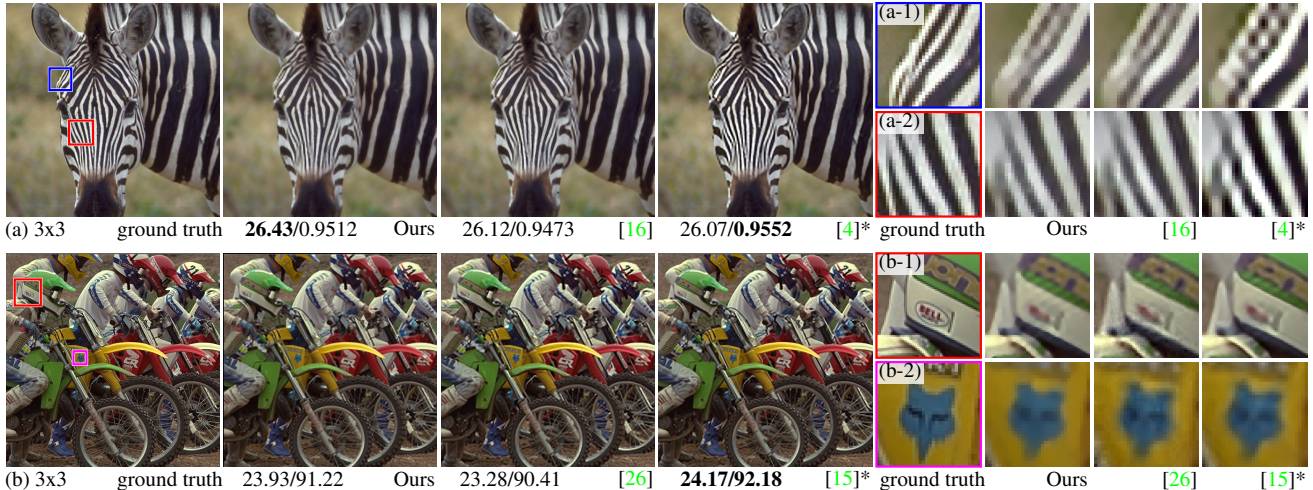 (a-1)
(a-2)
(a) 3x3 ground truth 26.43/0.9512 Ours 26.12/0.9473 [16] 26.07/0.9552 [4]* ground truth Ours [16] [4]*
(b-1)
BELL
(b-2)
(b) 3x3 ground truth 23.93/91.22 Ours 23.28/90.41 [26] 24.17/92.18 [15]* ground truth Ours [26] [15]*